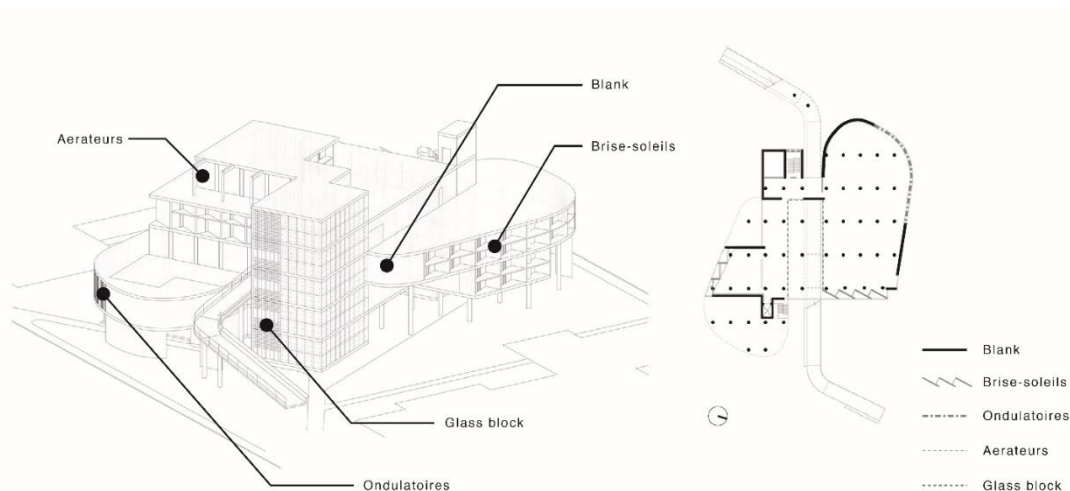 Blank
Aerateurs
Brise-soleils
Glass block
Ondulatoires
Blank
Brise-soleils
Ondulatoires
Aerateurs
Glass block